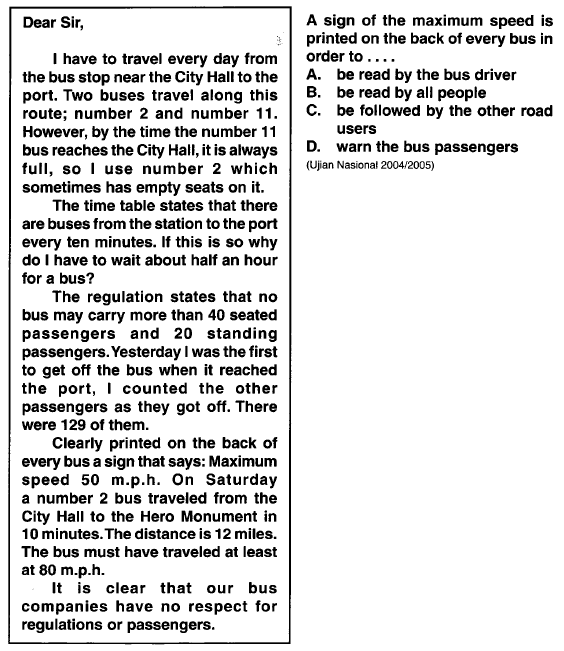 Dear Sir,
I have to travel every day from
the bus stop near the City Hall to the
port. Two buses travel along this
route; number 2 and number 11.
However, by the time the number 11
bus reaches the City Hall, it is always
full, so I use number 2 which
sometimes has empty seats on it.
The time table states that there
are buses from the station to the port
every ten minutes. If this is so why
do I have to wait about half an hour
for a bus?
The regulation states that no
bus may carry more than 40 seated
passengers and 20 standing
passengers. Yesterday I was the first
to get off the bus when it reached
the port, I counted the other
passengers as they got off. There
were 129 of them.
Clearly printed on the back of
every bus a sign that says: Maximum
speed 50 m.p.h. On Saturday
a number 2 bus traveled from the
City Hall to the Hero Monument in
10 minutes. The distance is 12 miles.
The bus must have traveled at least
at 80 m.p.h.
It is clear that our bus
companies have no respect for
regulations or passengers.
A sign of the maximum speed is
printed on the back of every bus in
order to . . . .
A. be read by the bus driver
B. be read by all people
C. be followed by the other road
users
D. warn the bus passengers
(Ujian Nasional 2004/2005)